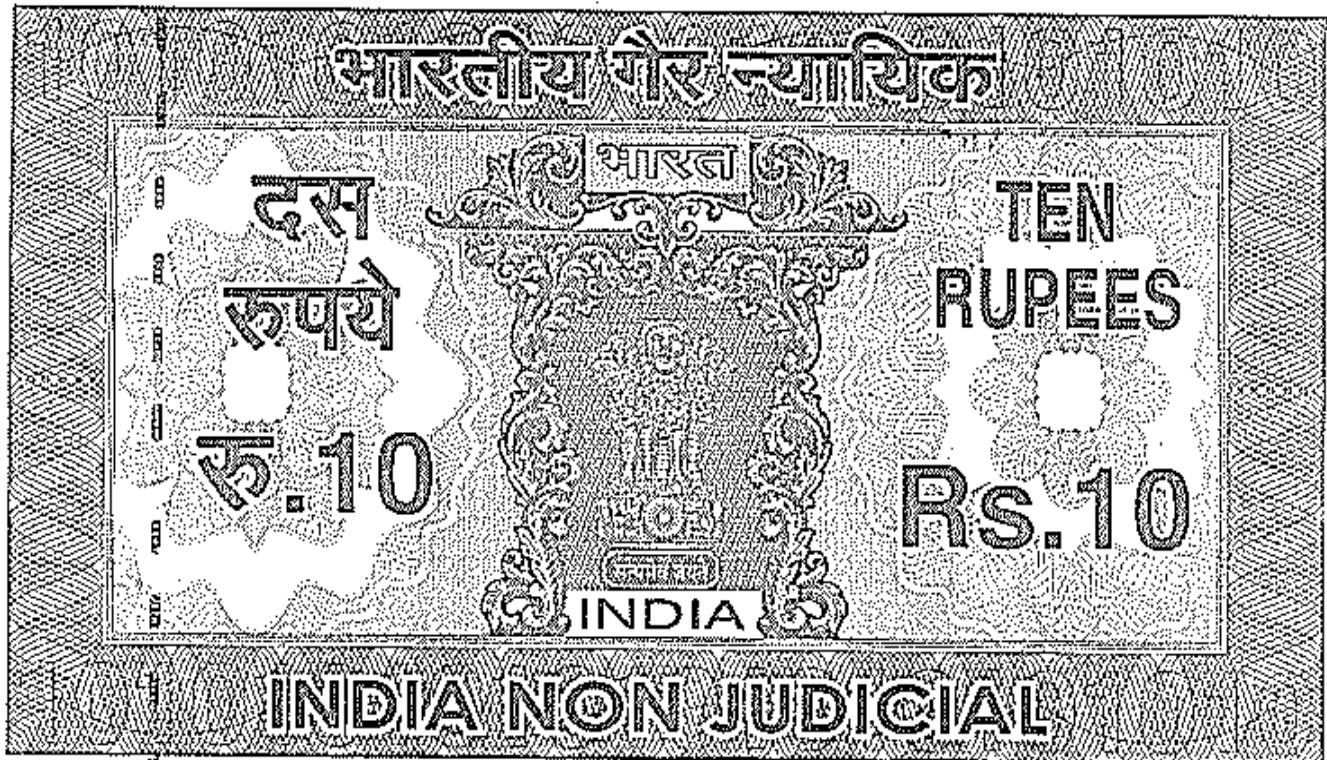 भारतीय गैर न्यायिक
भारत
दस
रुपये
रु.10
TEN
RUPEES
Rs.10
INDIA
INDIA NON JUDICIAL